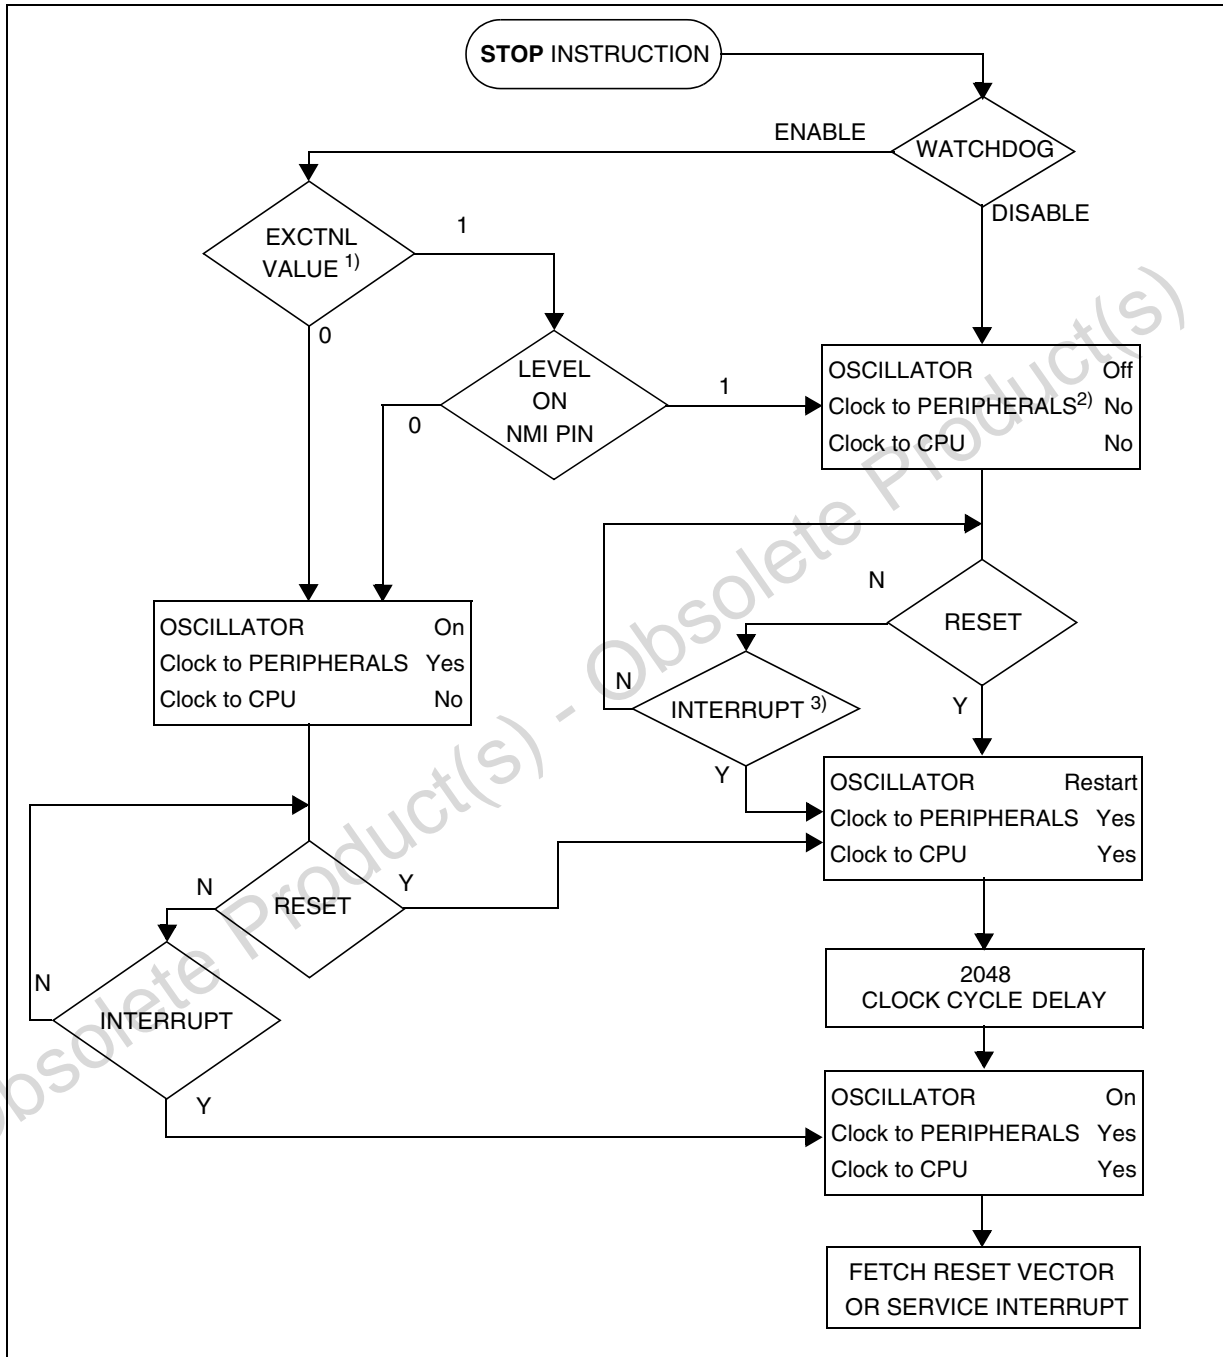 STOP INSTRUCTION
WATCHDOG
ENABLE
DISABLE
EXCTNL
VALUE 1)
1
0
LEVEL
ON
NMI PIN
1
0
OSCILLATOR Off
Clock to PERIPHERALS2) No
Clock to CPU No
N
RESET
Y
N
INTERRUPT 3)
Y
OSCILLATOR On
Clock to PERIPHERALS Yes
Clock to CPU No
OSCILLATOR Restart
Clock to PERIPHERALS Yes
Clock to CPU Yes
N
RESET
Y
N
INTERRUPT
Y
2048
CLOCK CYCLE DELAY
OSCILLATOR On
Clock to PERIPHERALS Yes
Clock to CPU Yes
FETCH RESET VECTOR
OR SERVICE INTERRUPT
Obsolete Product(s) - Obsolete Product(s)